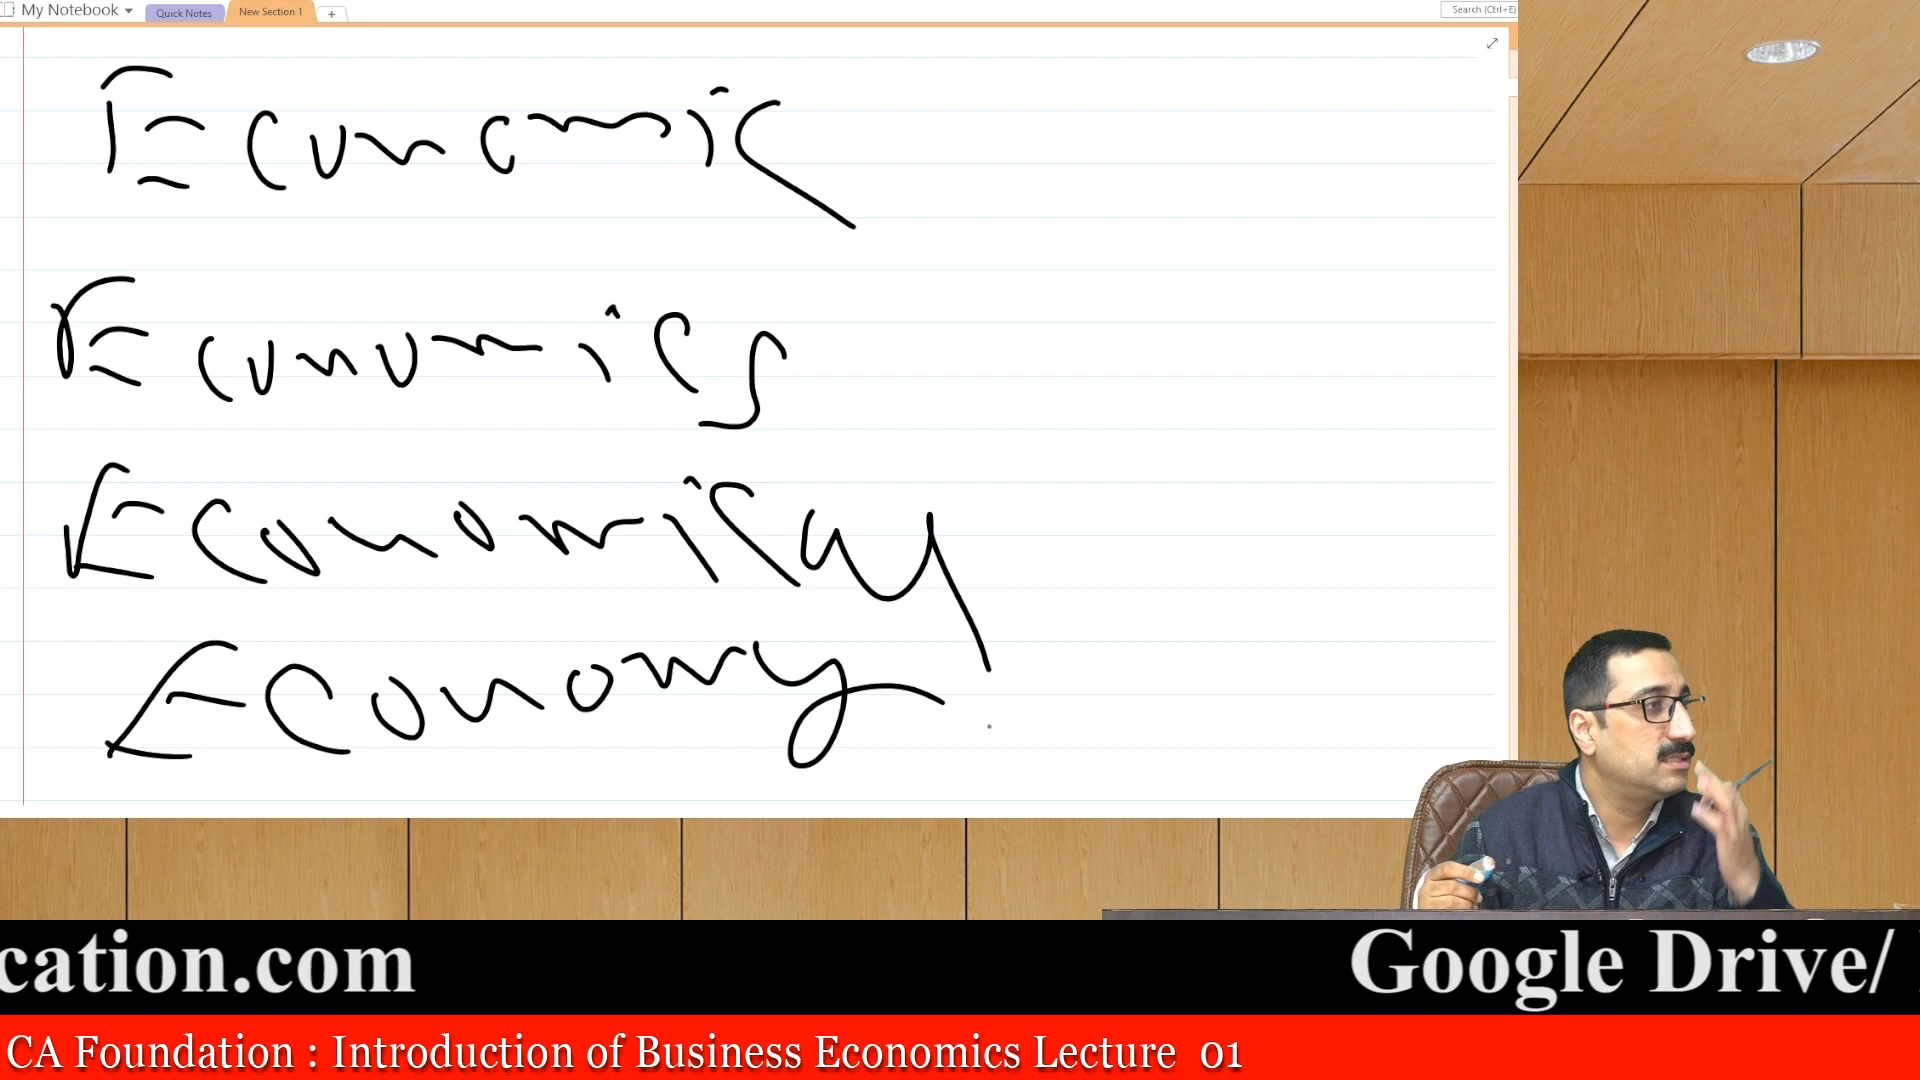 My Notebook
Quick Notes
New Section 1
Search (Ctrl+E)
Economic
Economics
Economical
Economy
cation.com
Google Drive/
CA Foundation : Introduction of Business Economics Lecture 01